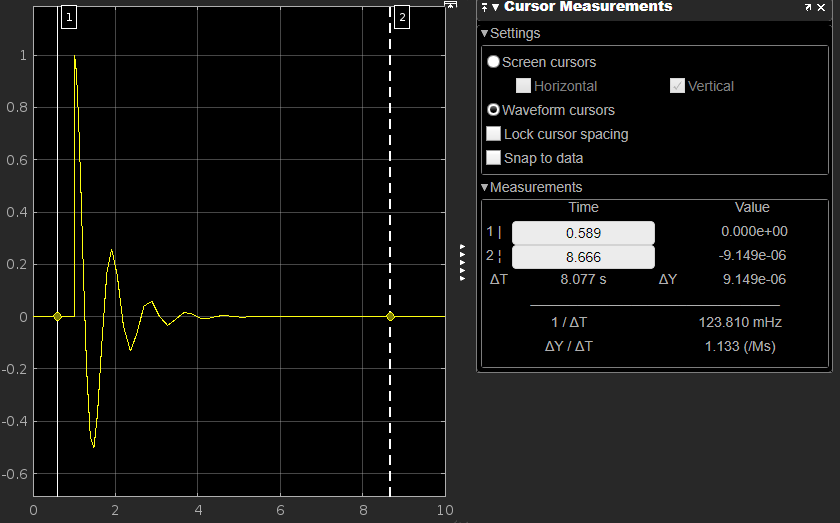 Cursor Measurements
Settings
Screen cursors
Horizontal Vertical
Waveform cursors
Lock cursor spacing
Snap to data
Measurements
Time Value
1 | 0.589 0.000e+00
2 ¦ 8.666 -9.149e-06
ΔT 8.077 s ΔY 9.149e-06
1 / ΔT 123.810 mHz
ΔY / ΔT 1.133 (/Ms)
1 2
1
0.8
0.6
0.4
0.2
0
-0.2
-0.4
-0.6
0 2 4 6 8 10